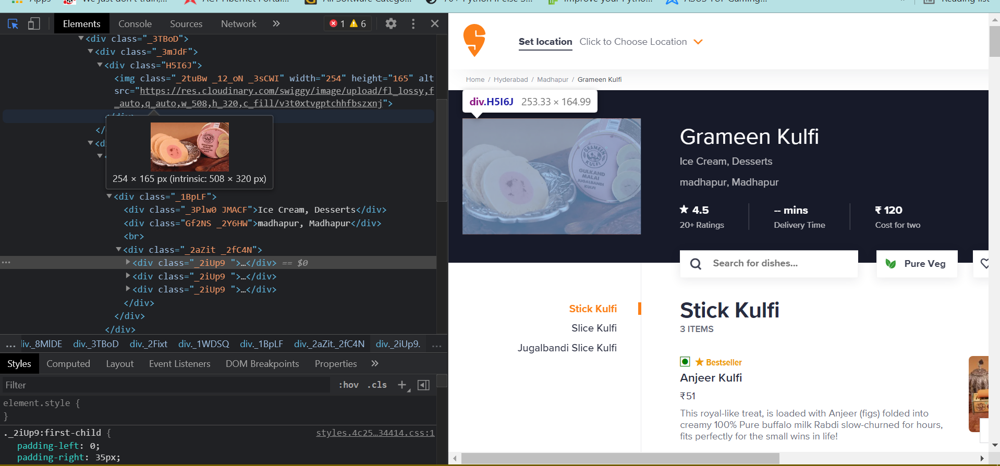 Apps
We just don't train,...
ACT Fibernet Portal...
All Software Catego...
70+ Python If else S...
Improve your Pytho...
ASUS TUF Gaming...
»
Reading list
Elements Console Sources Network » 1 6
<div class="_3TBoD">
<div class="_3mJdF">
<div class="H5I6J">
<img class="_2tuBw _12_oN _3sCWI" width="254" height="165" alt
src="https://res.cloudinary.com/swiggy/image/upload/fl_lossy,f
_auto,q_auto,w_508,h_320,c_fill/v3t0xtvgptchhfbszxnj">
</div>
</
<di
<
254 × 165 px (intrinsic: 508 × 320 px)
<div class="_1BpLF">
<div class="_3Plw0 JMACF">Ice Cream, Desserts</div>
<div class="Gf2NS _2Y6HW">madhapur, Madhapur</div>
<br>
<div class="_2aZit _2fC4N">
... <div class="_2iUp9 ">…</div> == $0
<div class="_2iUp9 ">…</div>
<div class="_2iUp9 ">…</div>
</div>
</div>
</div>
... iv._8MlDE div._3TBoD div._2Fixt div._1WDSQ div._1BpLF div._2aZit._2fC4N div._2iUp9. ...
Styles Computed Layout Event Listeners DOM Breakpoints Properties »
Filter :hov .cls +
element.style {
}
._2iUp9:first-child { styles.4c25…34414.css:1
padding-left: 0;
padding-right: 35px;
Set location Click to Choose Location
Home / Hyderabad / Madhapur / Grameen Kulfi
div.H5I6J 253.33 × 164.99
GRAMEEN
KULFI
GULKAND
MALAI
JUGALBANDI
KULFI
Grameen Kulfi
Ice Cream, Desserts
madhapur, Madhapur
★ 4.5 -- mins ₹ 120
20+ Ratings Delivery Time Cost for two
Search for dishes... Pure Veg
Stick Kulfi
Slice Kulfi
Jugalbandi Slice Kulfi
Stick Kulfi
3 ITEMS
★ Bestseller
Anjeer Kulfi
₹51
This royal-like treat, is loaded with Anjeer (figs) folded into
creamy 100% Pure buffalo milk Rabdi slow-churned for hours,
fits perfectly for the small wins in life!